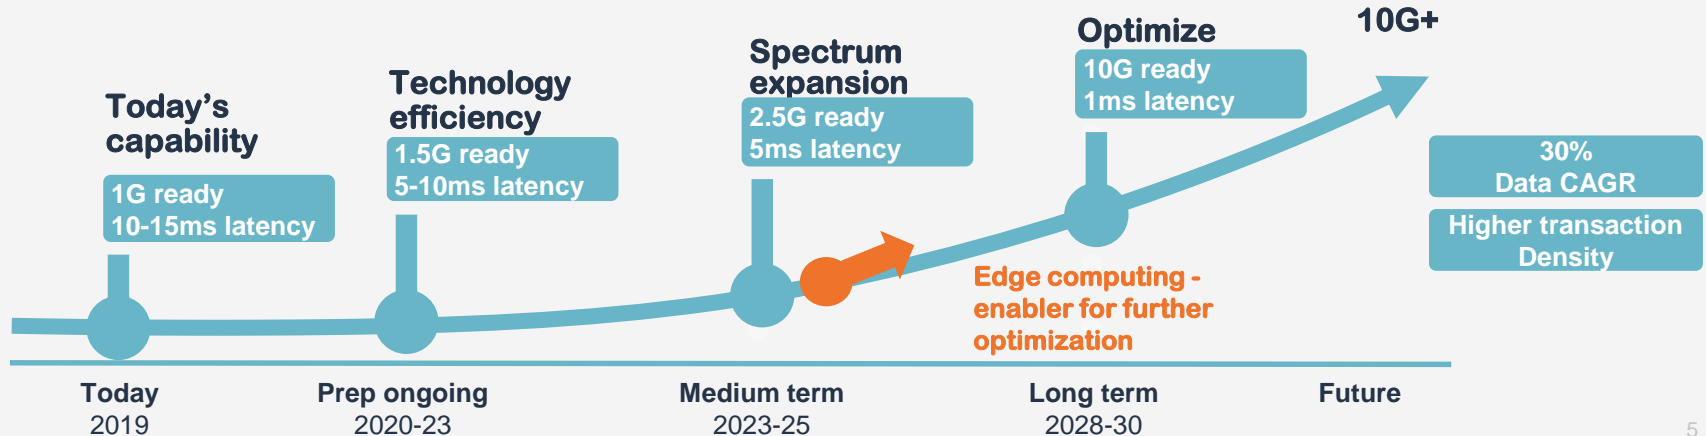 Today's
capability
1G ready
10-15ms latency
Technology
efficiency
1.5G ready
5-10ms latency
Spectrum
expansion
2.5G ready
5ms latency
Optimize
10G ready
1ms latency
10G+
30%
Data CAGR
Higher transaction
Density
Edge computing -
enabler for further
optimization
Today
2019
Prep ongoing
2020-23
Medium term
2023-25
Long term
2028-30
Future
5